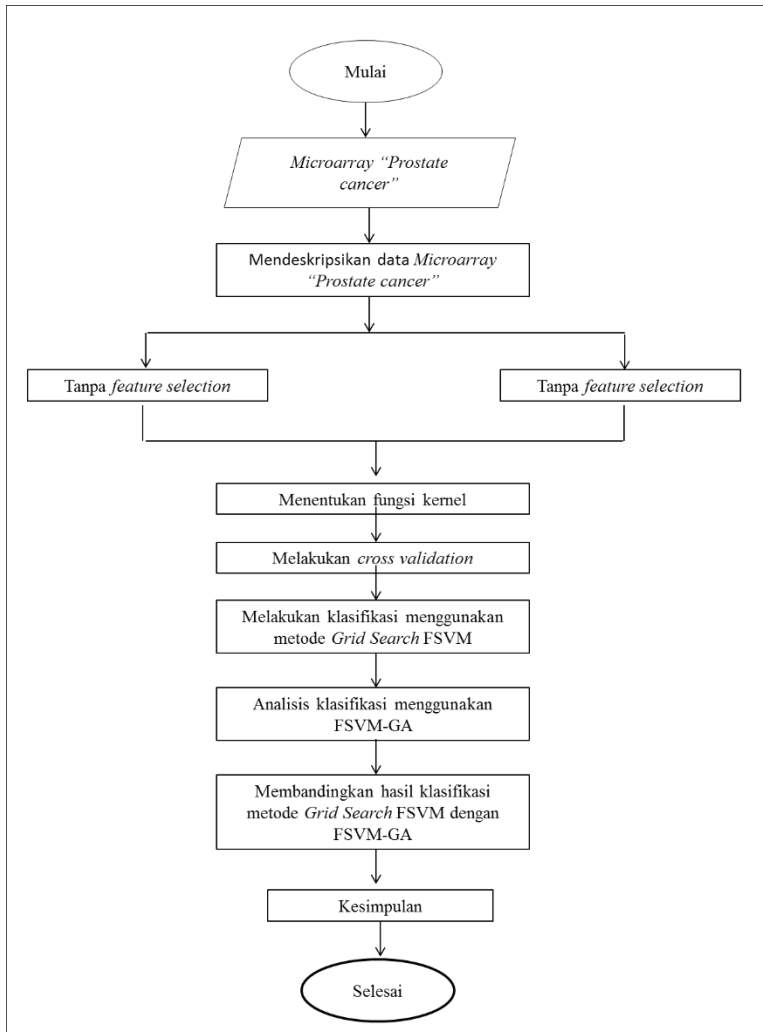 Mulai
Microarray “Prostate
cancer”
Mendeskripsikan data Microarray
“Prostate cancer”
Tanpa feature selection
Tanpa feature selection
Menentukan fungsi kernel
Melakukan cross validation
Melakukan klasifikasi menggunakan
metode Grid Search FSVM
Analisis klasifikasi menggunakan
FSVM-GA
Membandingkan hasil klasifikasi
metode Grid Search FSVM dengan
FSVM-GA
Kesimpulan
Selesai